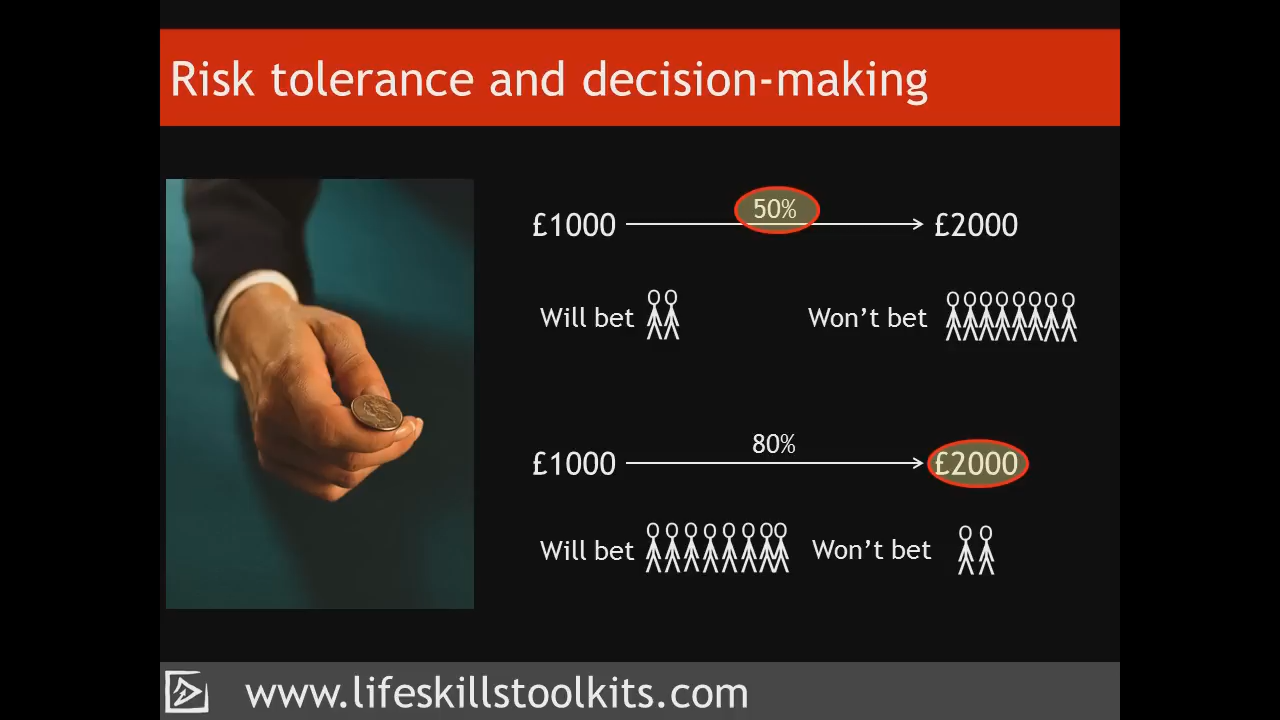 Risk tolerance and decision-making
50%
£1000
£2000
Will bet
Won't bet
80%
£1000
£2000
Will bet
Won't bet
www.lifeskillstoolkits.com